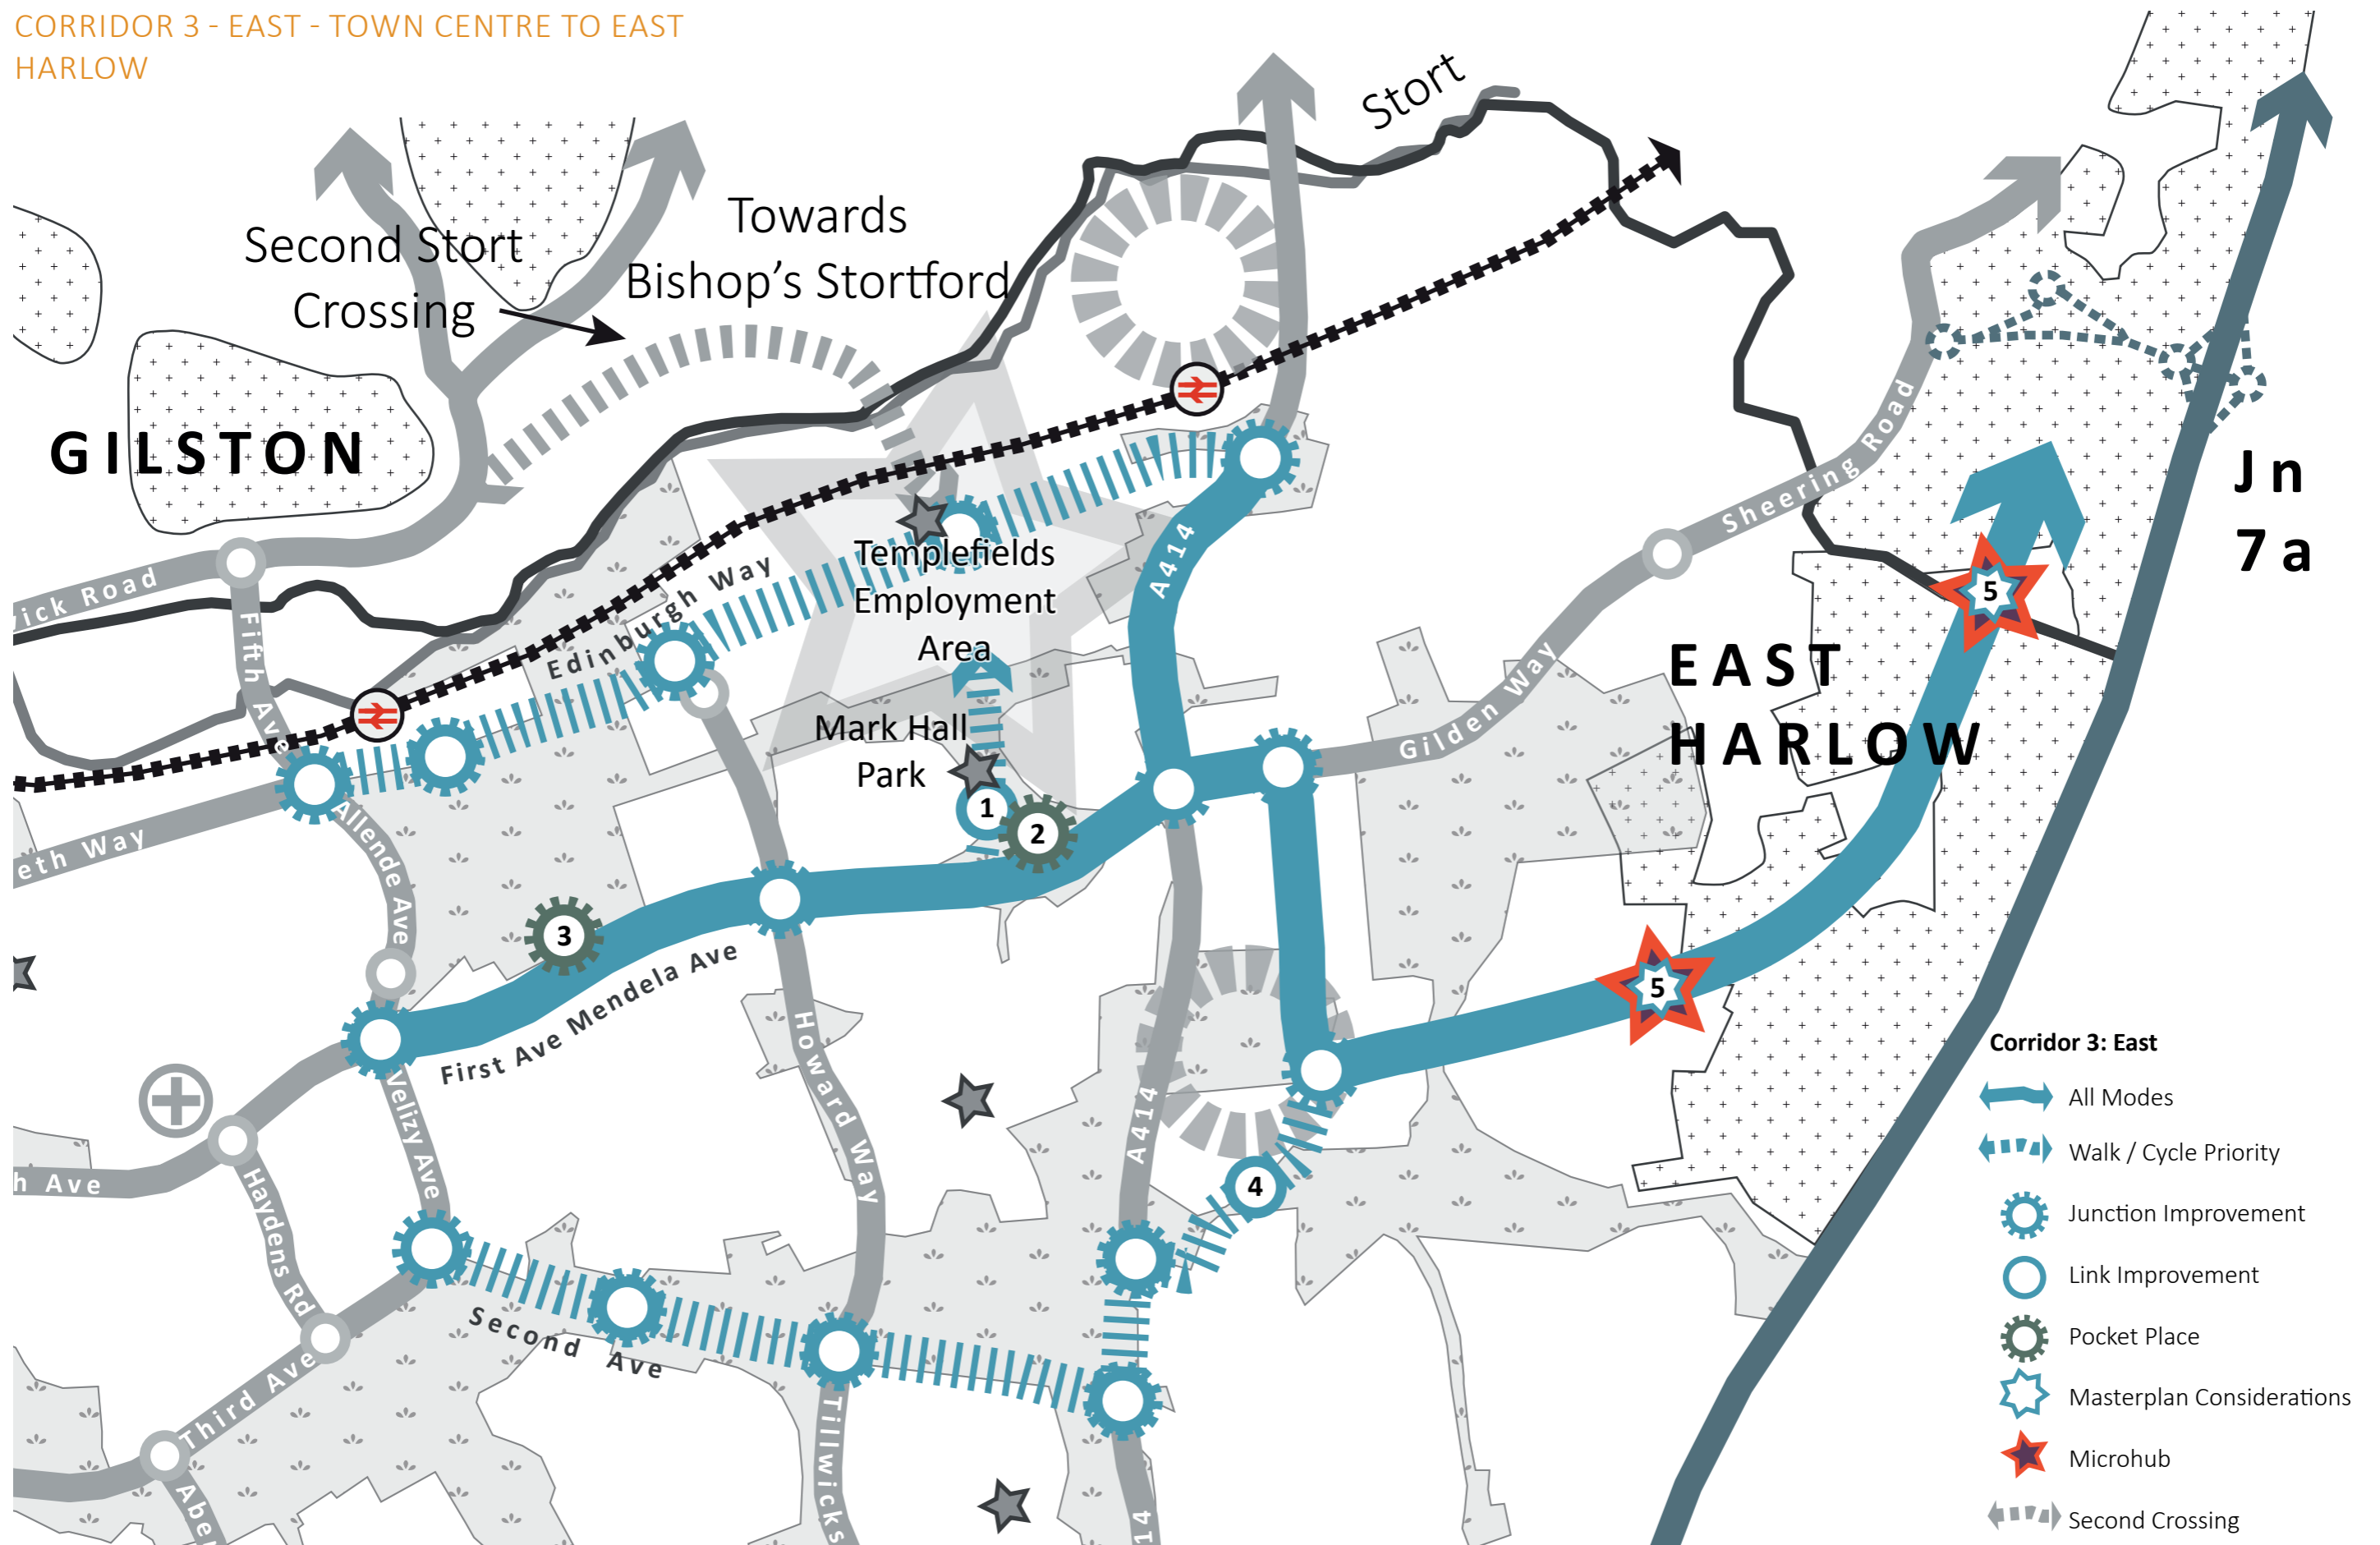 CORRIDOR 3 - EAST - TOWN CENTRE TO EAST
HARLOW
Stort
Second Stort
Crossing
Towards
Bishop's Stortford
GILSTON
Jn
7a
Sheering Road
A414
Templefields
Employment
Area
Edinburgh Way
wick Road
Fifth Ave
EAST
HARLOW
Gilden Way
Mark Hall
Park
1
2
3
4
5
5
Allende Ave
eth Way
First Ave Mendela Ave
Velizy Ave
Howard Way
A414
h Ave
Haydens Rd
Second Ave
Third Ave
Tillwicks
Abe
14
Corridor 3: East
All Modes
Walk / Cycle Priority
Junction Improvement
Link Improvement
Pocket Place
Masterplan Considerations
Microhub
Second Crossing